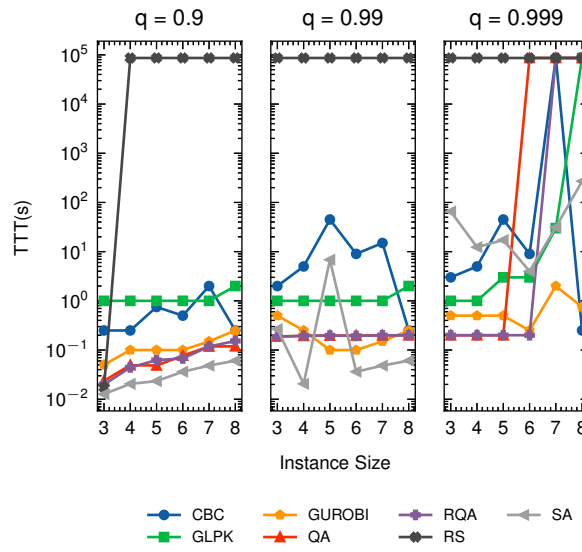 q = 0.9 q = 0.99 q = 0.999
10^5
10^4
10^3
10^2
10^1
10^0
10^−1
10^−2
TTT(s)
3 4 5 6 7 8 3 4 5 6 7 8 3 4 5 6 7 8
Instance Size
CBC GUROBI RQA SA
GLPK QA RS